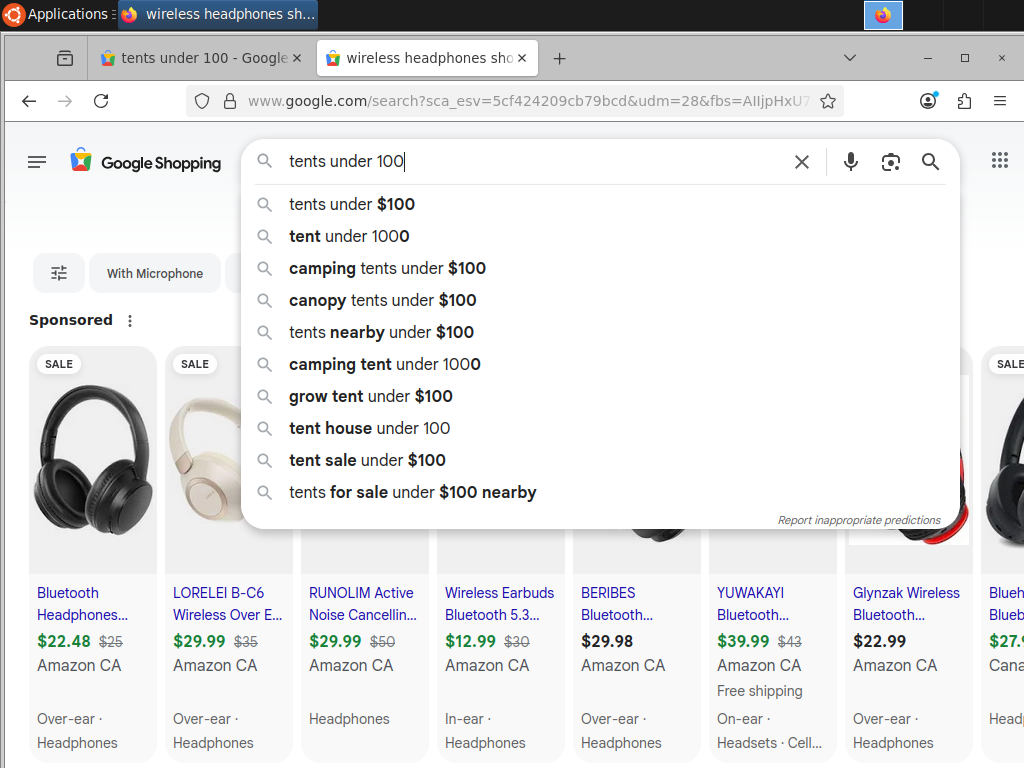 Applications
wireless headphones sh...
tents under 100 - Google
wireless headphones sho
www.google.com/search?sca_esv=5cf424209cb79bcd&udm=28&fbs=AIIjpHxU7
Google Shopping
tents under 100
tents under $100
tent under 1000
camping tents under $100
canopy tents under $100
tents nearby under $100
camping tent under 1000
grow tent under $100
tent house under 100
tent sale under $100
tents for sale under $100 nearby
Report inappropriate predictions
With Microphone
Sponsored
SALE
SALE
SALE
Bluetooth
Headphones...
$22.48 $25
Amazon CA
Over-ear ·
Headphones
LORELEI B-C6
Wireless Over E...
$29.99 $35
Amazon CA
Over-ear ·
Headphones
RUNOLIM Active
Noise Cancellin...
$29.99 $50
Amazon CA
Headphones
Wireless Earbuds
Bluetooth 5.3...
$12.99 $30
Amazon CA
In-ear ·
Headphones
BERIBES
Bluetooth...
$29.98
Amazon CA
Over-ear ·
Headphones
YUWAKAYI
Bluetooth...
$39.99 $43
Amazon CA
Free shipping
On-ear ·
Headsets · Cell...
Glynzak Wireless
Bluetooth...
$22.99
Amazon CA
Over-ear ·
Headphones
Blueh
Blueb
$27.9
Cana
Head